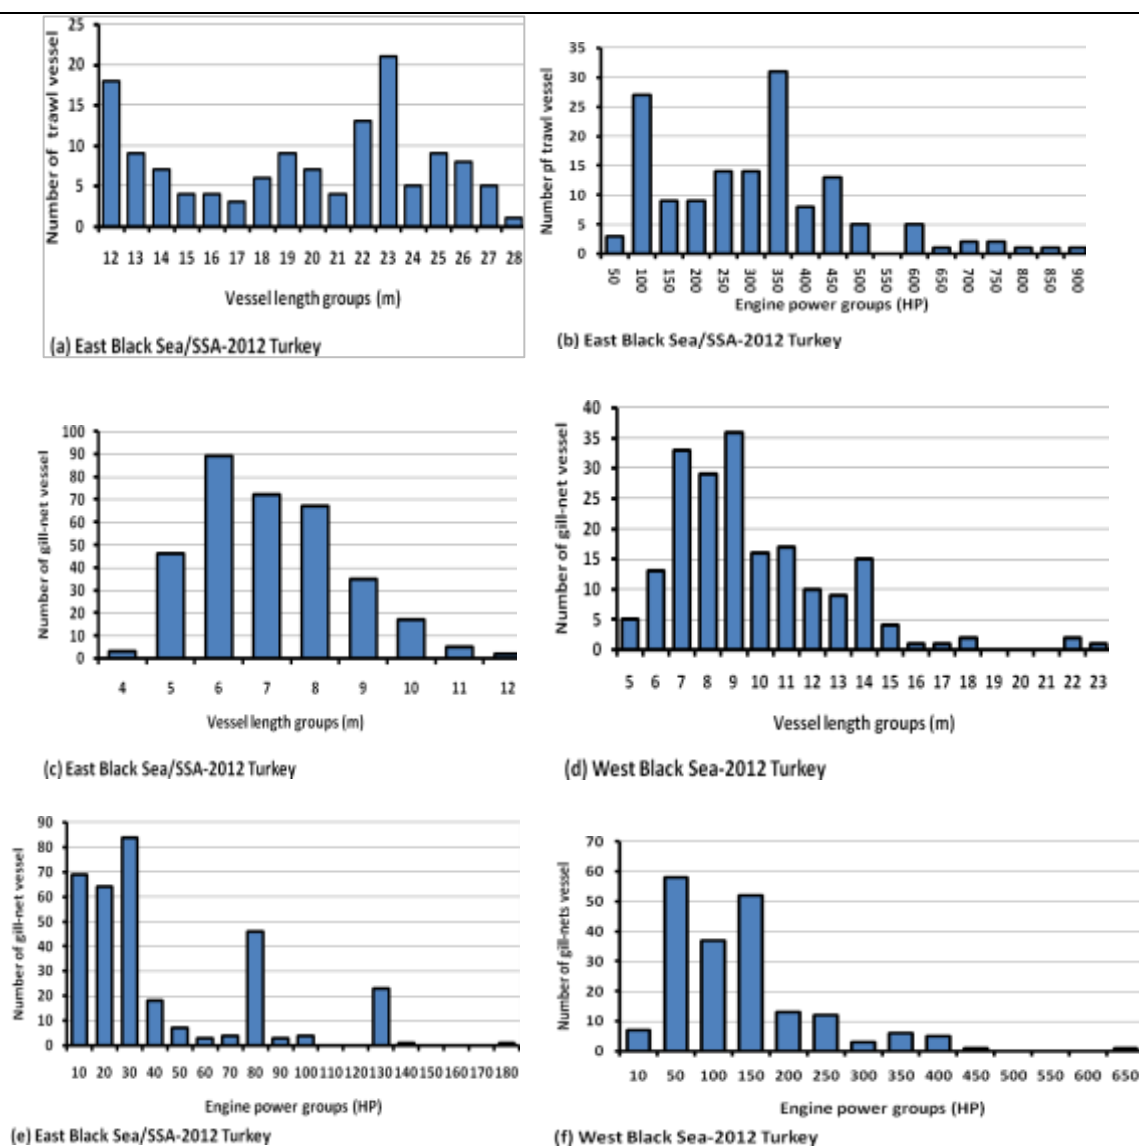 25
20
15
10
5
0
Number of trawl vessel
12 13 14 15 16 17 18 19 20 21 22 23 24 25 26 27 28
Vessel length groups (m)
(a) East Black Sea/SSA-2012 Turkey
35
30
25
20
15
10
5
0
Number pf trawl vessel
50 100 150 200 250 300 350 400 450 500 550 600 650 700 750 800 850 900
Engine power groups (HP)
(b) East Black Sea/SSA-2012 Turkey
100
90
80
70
60
50
40
30
20
10
0
Number of gill-net vessel
4 5 6 7 8 9 10 11 12
Vessel length groups (m)
(c) East Black Sea/SSA-2012 Turkey
40
35
30
25
20
15
10
5
0
Number of gill-net vessel
5 6 7 8 9 10 11 12 13 14 15 16 17 18 19 20 21 22 23
Vessel length groups (m)
(d) West Black Sea-2012 Turkey
90
80
70
60
50
40
30
20
10
0
Number of gill-net vessel
10 20 30 40 50 60 70 80 90 100 110 120 130 140 150 160 170 180
Engine power groups (HP)
(e) East Black Sea/SSA-2012 Turkey
70
60
50
40
30
20
10
0
Number of gill-nets vessel
10 50 100 150 200 250 300 350 400 450 500 550 600 650
Engine power groups (HP)
(f) West Black Sea-2012 Turkey